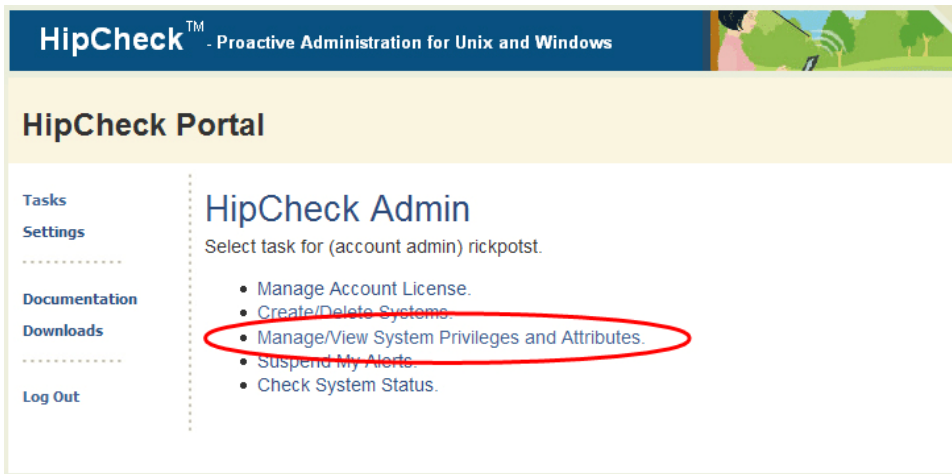 HipCheck™ - Proactive Administration for Unix and Windows
HipCheck Portal
Tasks
Settings
Documentation
Downloads
Log Out
HipCheck Admin
Select task for (account admin) rickpotst.
• Manage Account License.
• Create/Delete Systems.
• Manage/View System Privileges and Attributes.
• Suspend My Alerts.
• Check System Status.